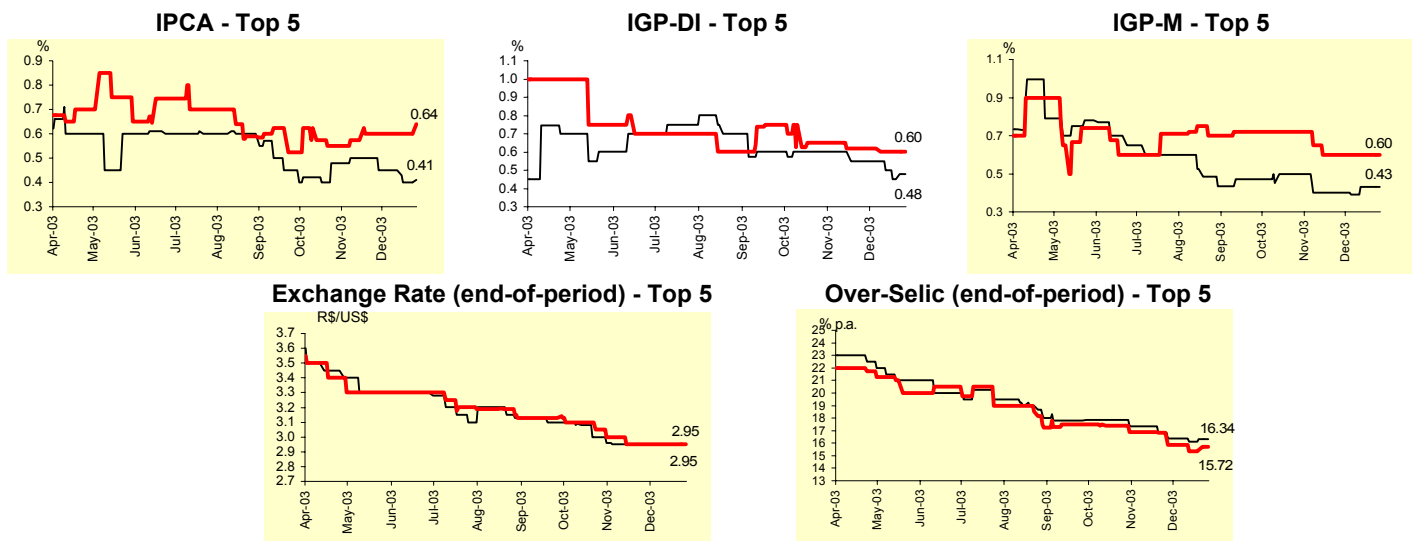 IPCA - Top 5
%
0.9
0.8
0.7
0.6
0.5
0.4
0.3
0.64
0.41
Apr-03
May-03
Jun-03
Jul-03
Aug-03
Sep-03
Oct-03
Nov-03
Dec-03
IGP-DI - Top 5
%
1.1
1.0
0.9
0.8
0.7
0.6
0.5
0.4
0.3
0.60
0.48
Apr-03
May-03
Jun-03
Jul-03
Aug-03
Sep-03
Oct-03
Nov-03
Dec-03
IGP-M - Top 5
%
1.1
0.9
0.7
0.5
0.3
0.60
0.43
Apr-03
May-03
Jun-03
Jul-03
Aug-03
Sep-03
Oct-03
Nov-03
Dec-03
Exchange Rate (end-of-period) - Top 5
R$/US$
3.7
3.6
3.5
3.4
3.3
3.2
3.1
3.0
2.9
2.8
2.7
2.95
2.95
Apr-03
May-03
Jun-03
Jul-03
Aug-03
Sep-03
Oct-03
Nov-03
Dec-03
Over-Selic (end-of-period) - Top 5
% p.a.
25
24
23
22
21
20
19
18
17
16
15
14
13
16.34
15.72
Apr-03
May-03
Jun-03
Jul-03
Aug-03
Sep-03
Oct-03
Nov-03
Dec-03